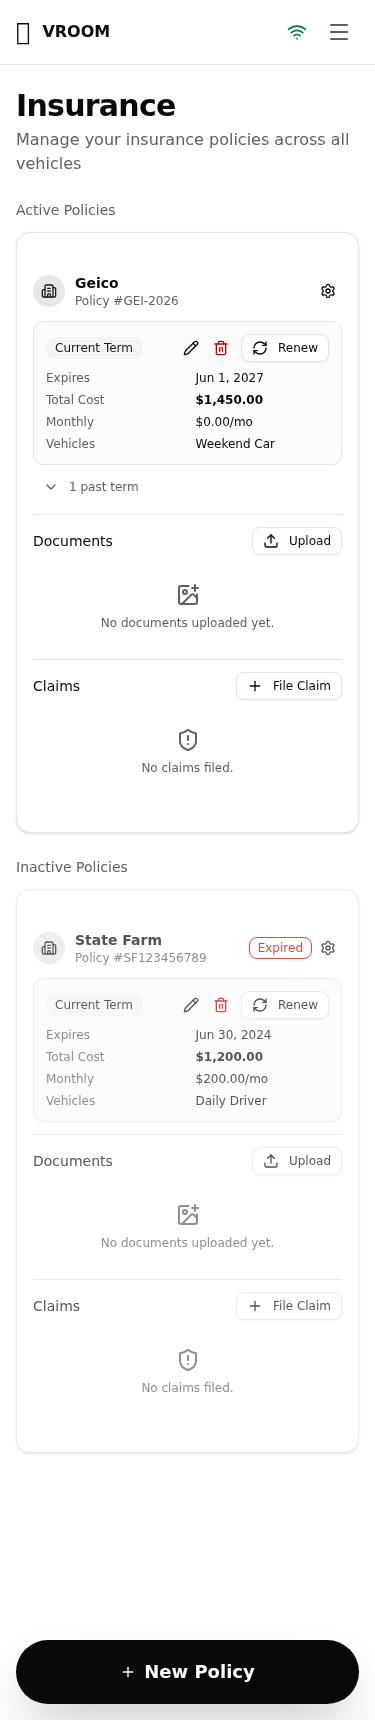 VROOM
Insurance
Manage your insurance policies across all
vehicles
Active Policies
Geico
Policy #GEI-2026
Current Term
Renew
Expires Jun 1, 2027
Total Cost $1,450.00
Monthly $0.00/mo
Vehicles Weekend Car
1 past term
Documents Upload
No documents uploaded yet.
Claims File Claim
No claims filed.
Inactive Policies
State Farm
Policy #SF123456789
Expired
Current Term
Renew
Expires Jun 30, 2024
Total Cost $1,200.00
Monthly $200.00/mo
Vehicles Daily Driver
Documents Upload
No documents uploaded yet.
Claims File Claim
No claims filed.
New Policy